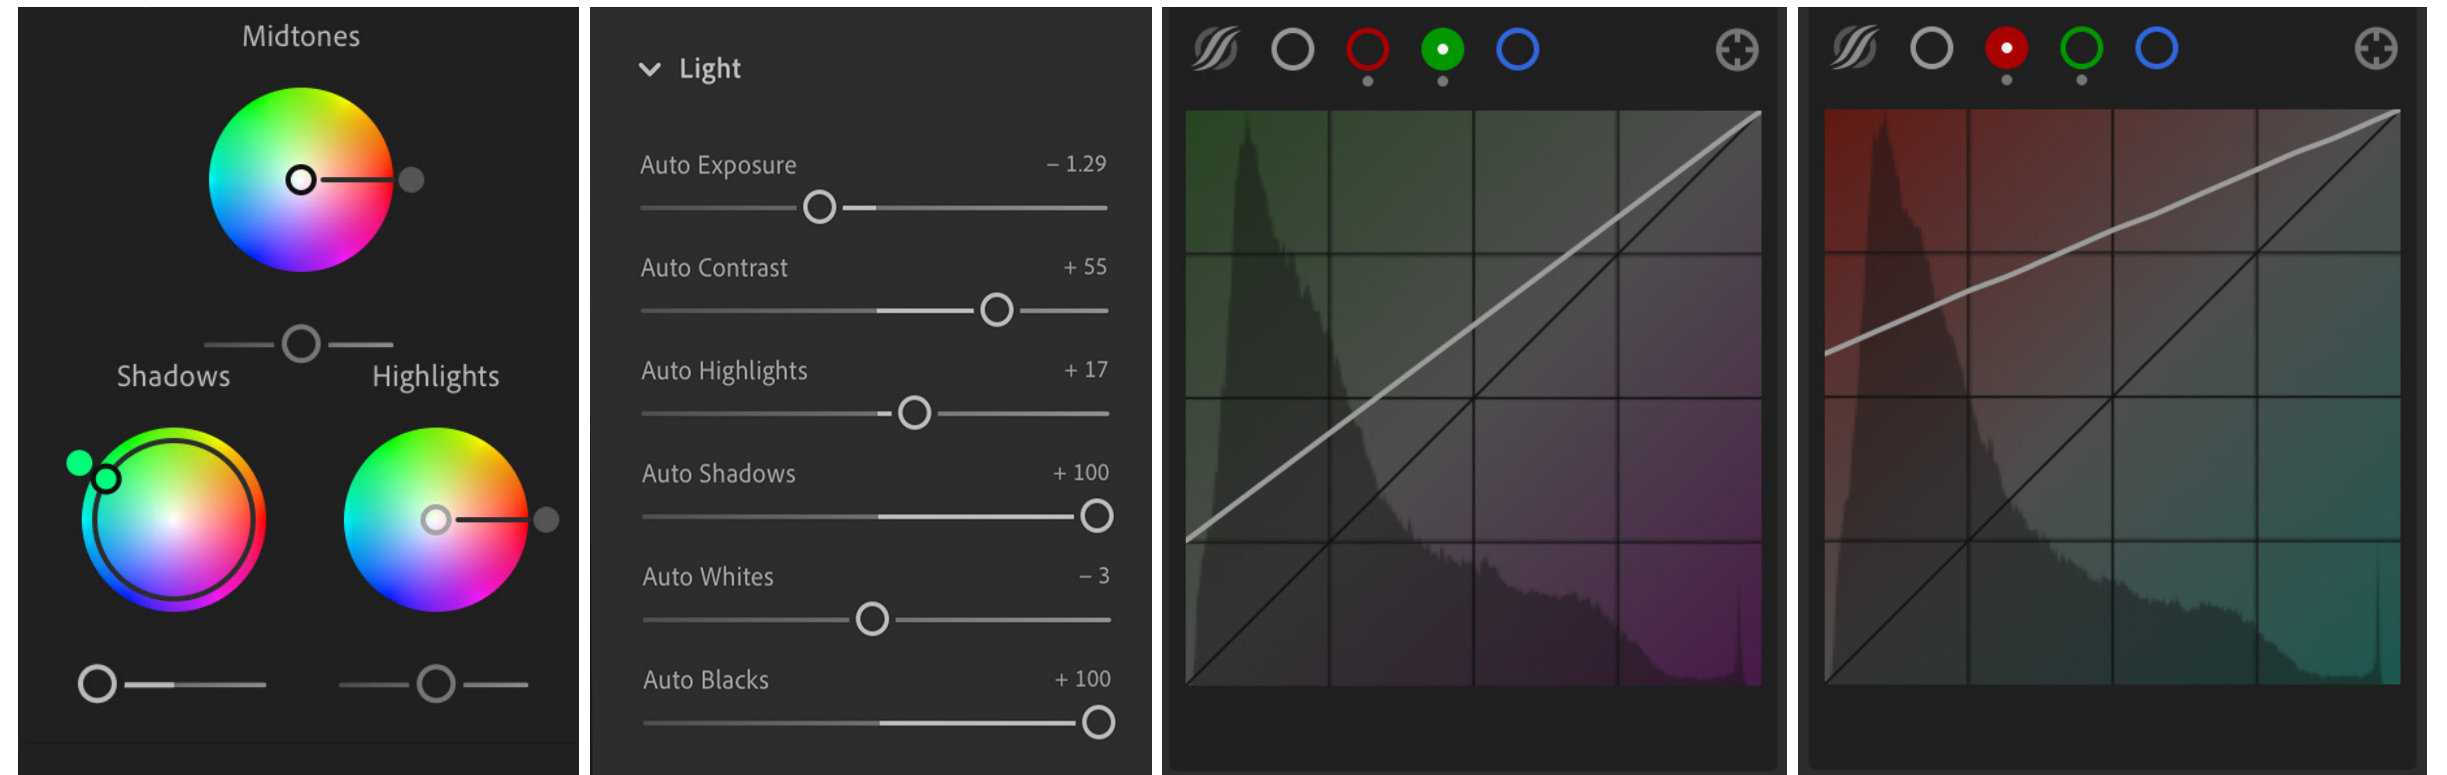 Midtones
Shadows
Highlights
Light
Auto Exposure – 1.29
Auto Contrast + 55
Auto Highlights + 17
Auto Shadows + 100
Auto Whites – 3
Auto Blacks + 100